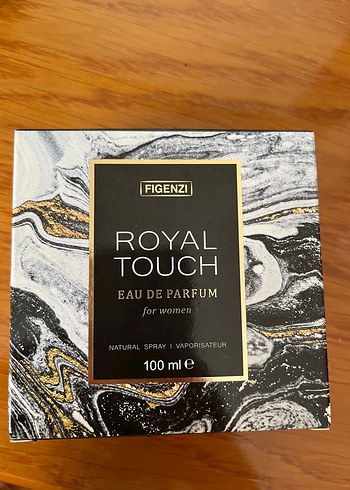 FIGENZI
ROYAL
TOUCH
EAU DE PARFUM
for women
NATURAL SPRAY | VAPORISATEUR
100 ml ℮